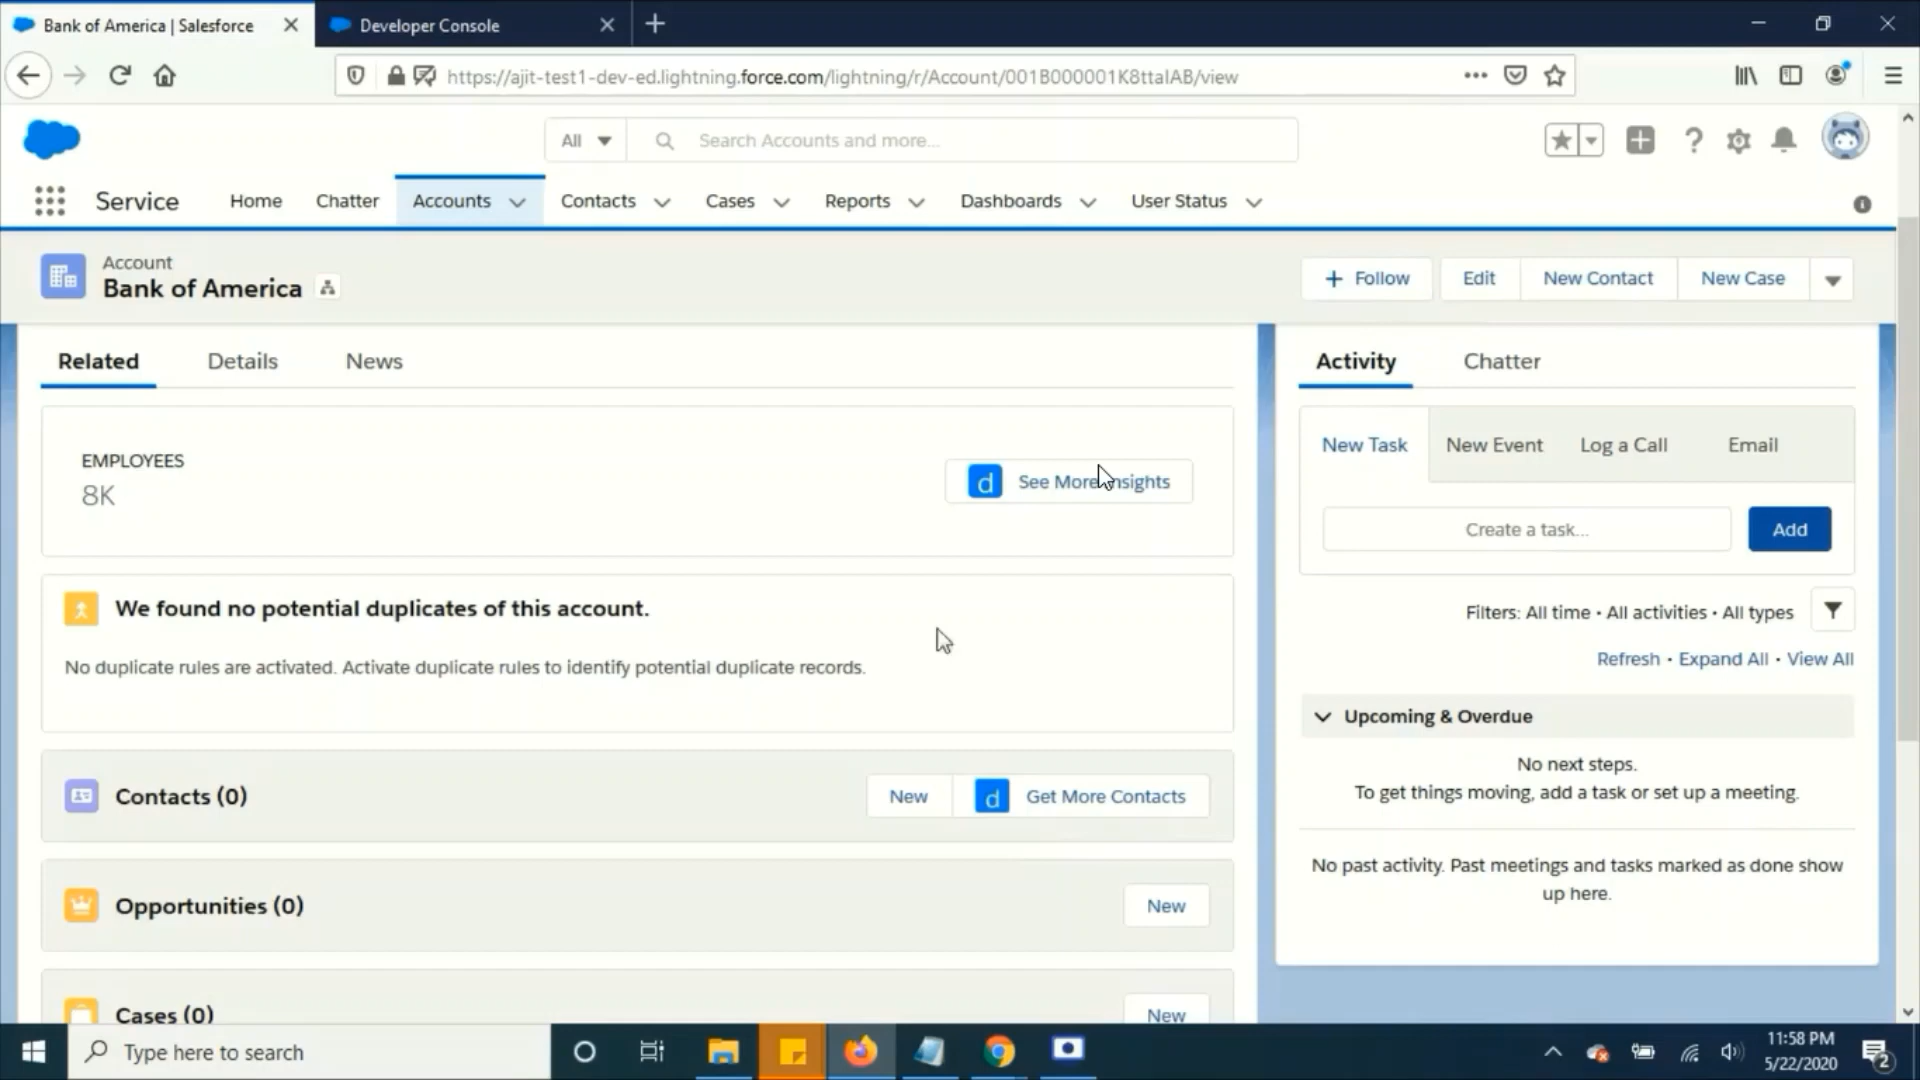 Bank of America | Salesforce
Developer Console
https://ajit-test1-dev-ed.lightning.force.com/lightning/r/Account/001B000001K8ttaIAB/view
All
Search Accounts and more...
Service
Home
Chatter
Accounts
Contacts
Cases
Reports
Dashboards
User Status
Account
Bank of America
Follow
Edit
New Contact
New Case
Related
Details
News
EMPLOYEES
8K
d See More Insights
We found no potential duplicates of this account.
No duplicate rules are activated. Activate duplicate rules to identify potential duplicate records.
Contacts (0)
New
d Get More Contacts
Opportunities (0)
New
Cases (0)
New
Activity
Chatter
New Task
New Event
Log a Call
Email
Create a task...
Add
Filters: All time • All activities • All types
Refresh • Expand All • View All
Upcoming & Overdue
No next steps.
To get things moving, add a task or set up a meeting.
No past activity. Past meetings and tasks marked as done show
up here.
Type here to search
11:58 PM
5/22/2020
2